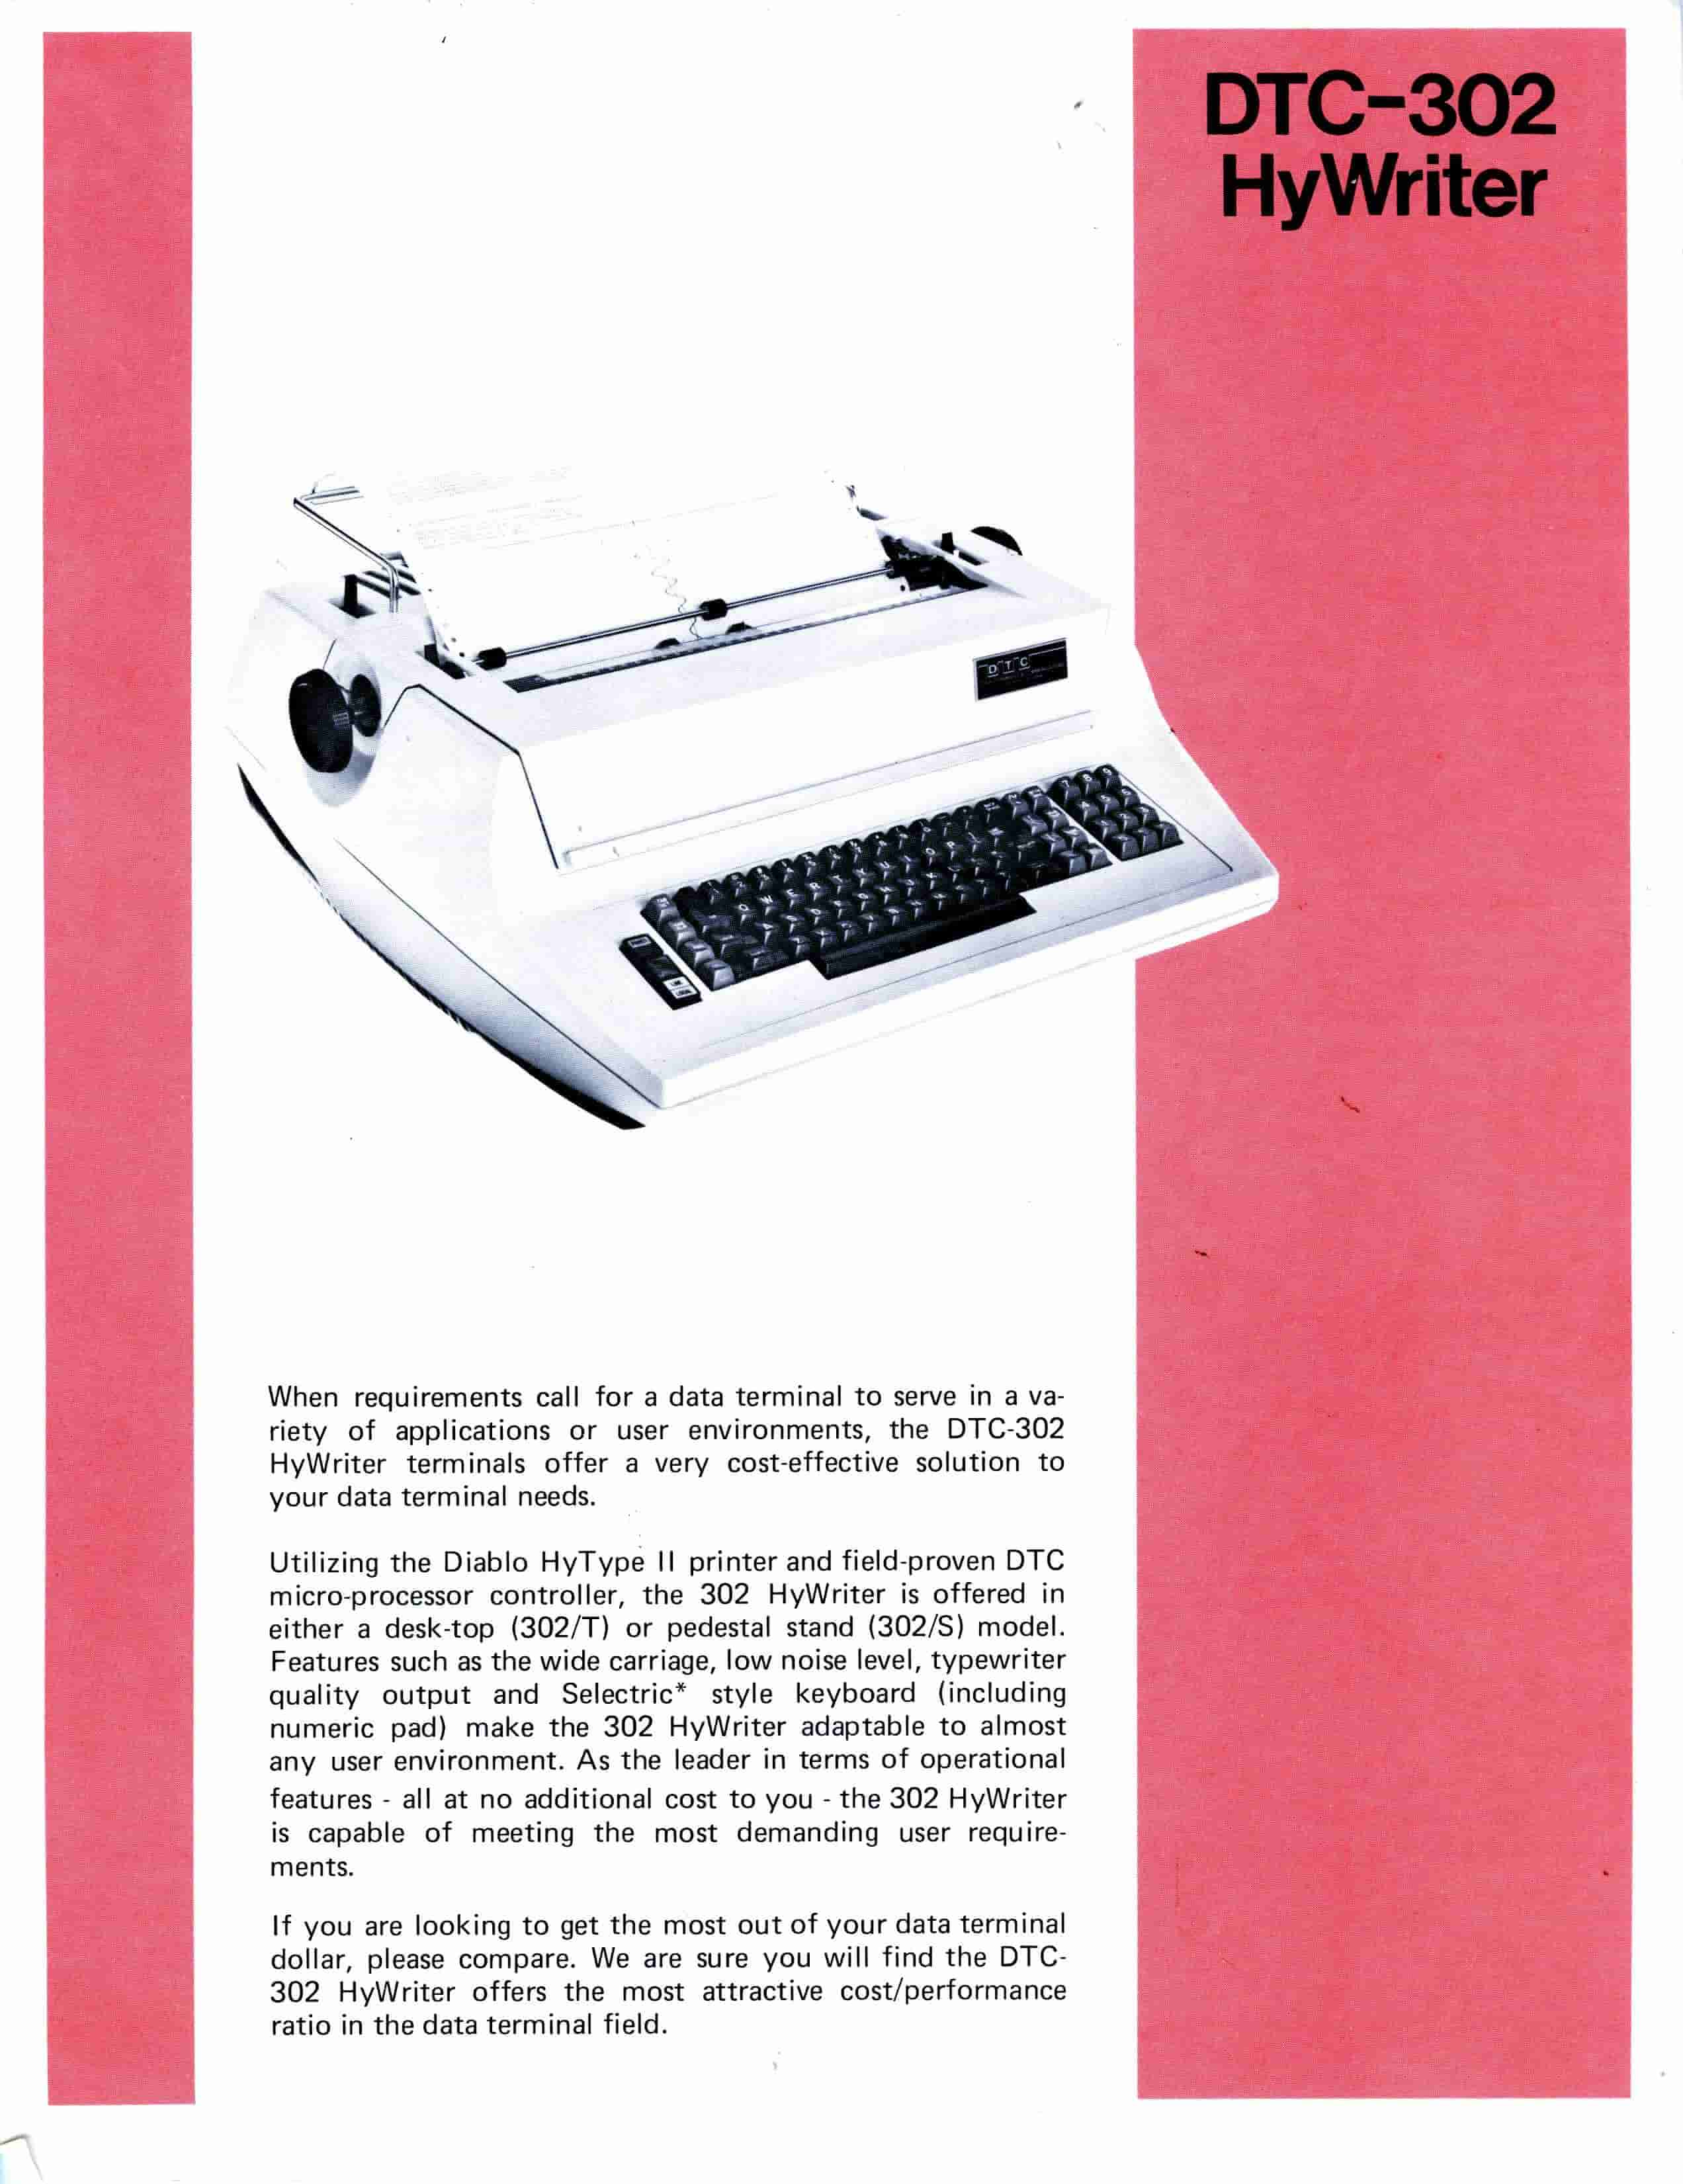 DTC-302
HyWriter
DTC
When requirements call for a data terminal to serve in a va-
riety of applications or user environments, the DTC-302
HyWriter terminals offer a very cost-effective solution to
your data terminal needs.
Utilizing the Diablo HyType II printer and field-proven DTC
micro-processor controller, the 302 HyWriter is offered in
either a desk-top (302/T) or pedestal stand (302/S) model.
Features such as the wide carriage, low noise level, typewriter
quality output and Selectric* style keyboard (including
numeric pad) make the 302 HyWriter adaptable to almost
any user environment. As the leader in terms of operational
features - all at no additional cost to you - the 302 HyWriter
is capable of meeting the most demanding user require-
ments.
If you are looking to get the most out of your data terminal
dollar, please compare. We are sure you will find the DTC-
302 HyWriter offers the most attractive cost/performance
ratio in the data terminal field.